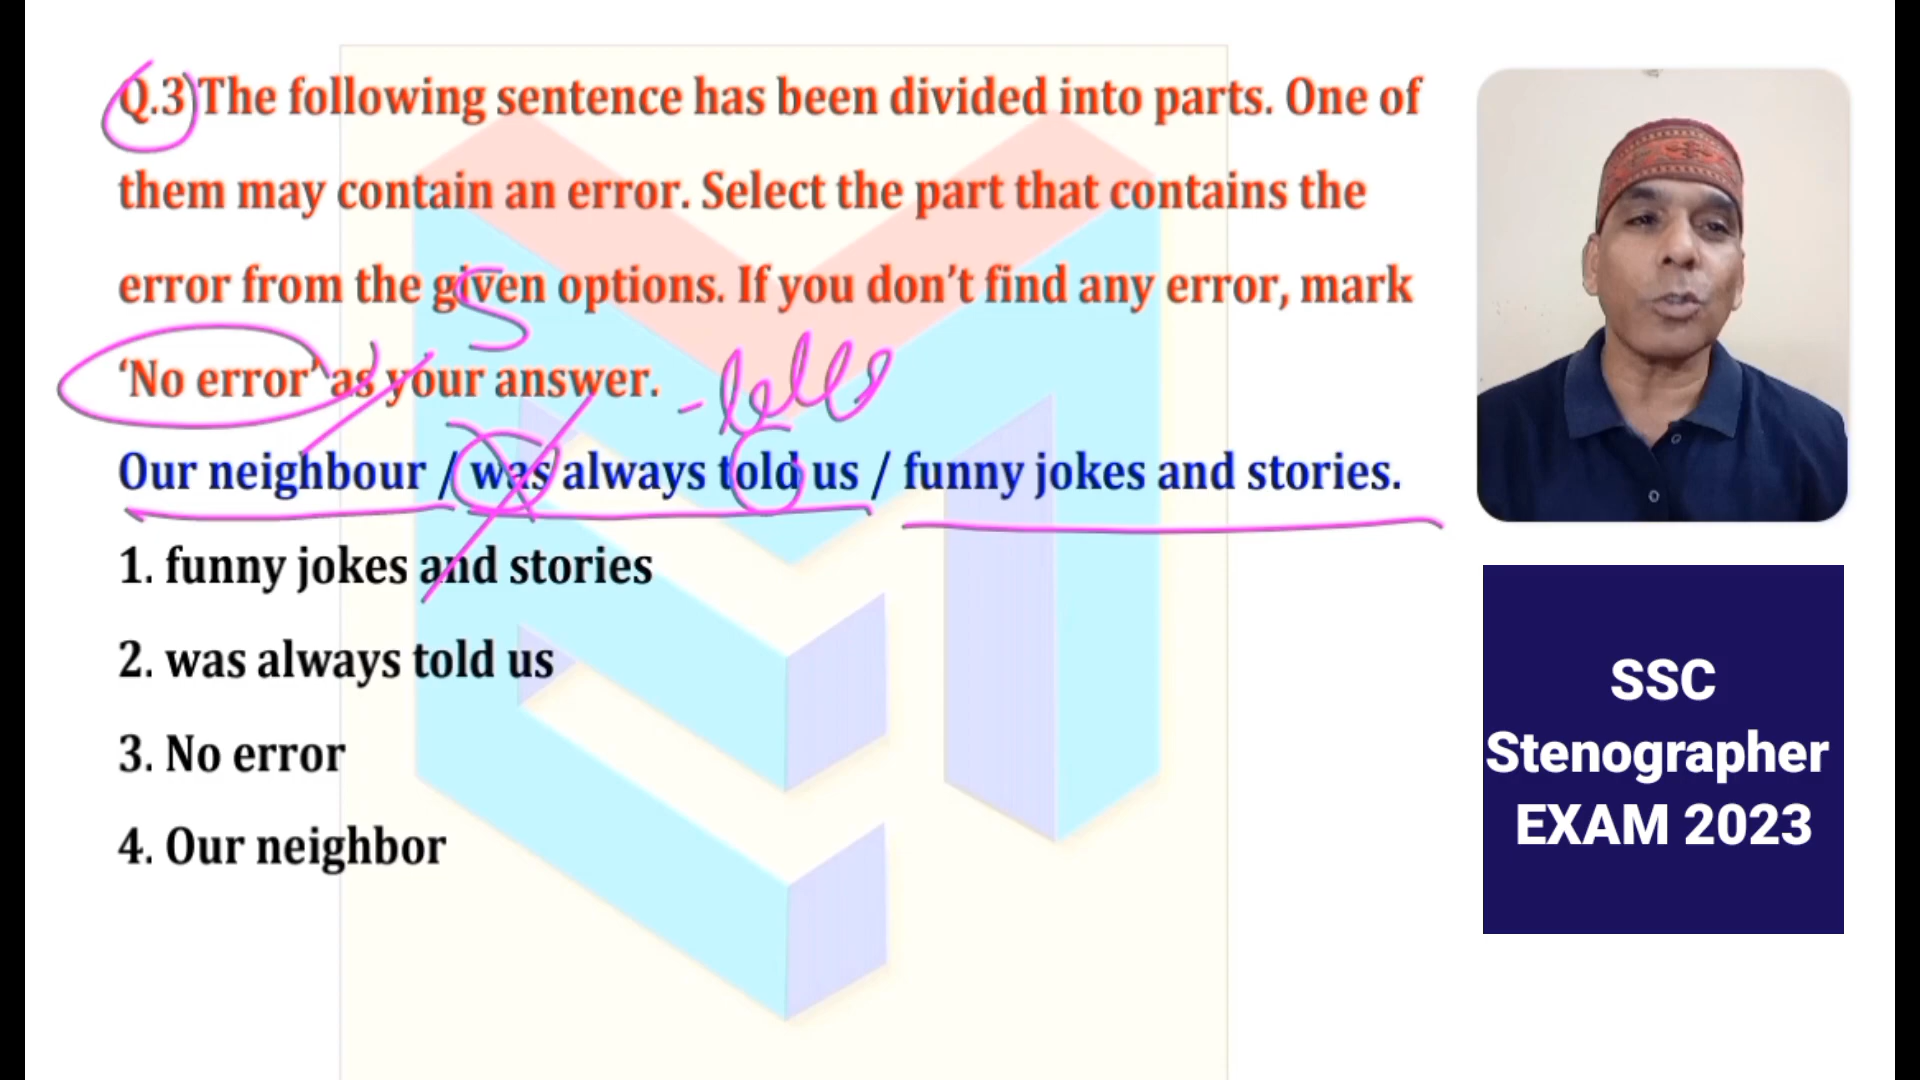 Q.3 The following sentence has been divided into parts. One of
them may contain an error. Select the part that contains the
error from the given options. If you don't find any error, mark
'No error' as your answer.
S
- tells
Our neighbour / was always told us / funny jokes and stories.
1. funny jokes and stories
2. was always told us
3. No error
4. Our neighbor
SSC
Stenographer
EXAM 2023